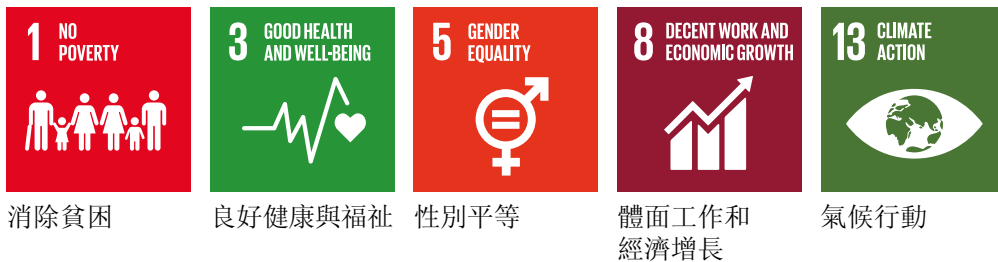 1 NO
POVERTY
3 GOOD HEALTH
AND WELL-BEING
5 GENDER
EQUALITY
8 DECENT WORK AND
ECONOMIC GROWTH
13 CLIMATE
ACTION
消除貧困
良好健康與福祉
性別平等
體面工作和
經濟增長
氣候行動